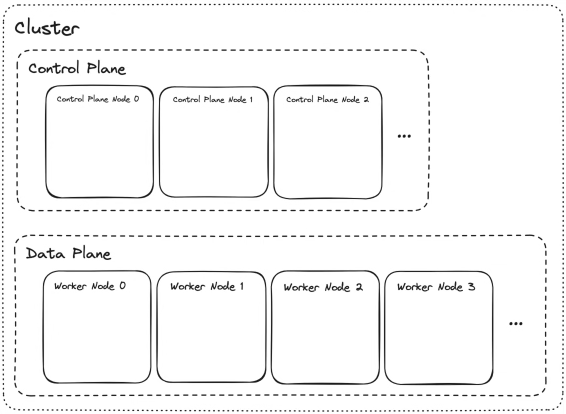 Cluster
Control Plane
Control Plane Node 0
Control Plane Node 1
Control Plane Node 2
...
Data Plane
Worker Node 0
Worker Node 1
Worker Node 2
Worker Node 3
...